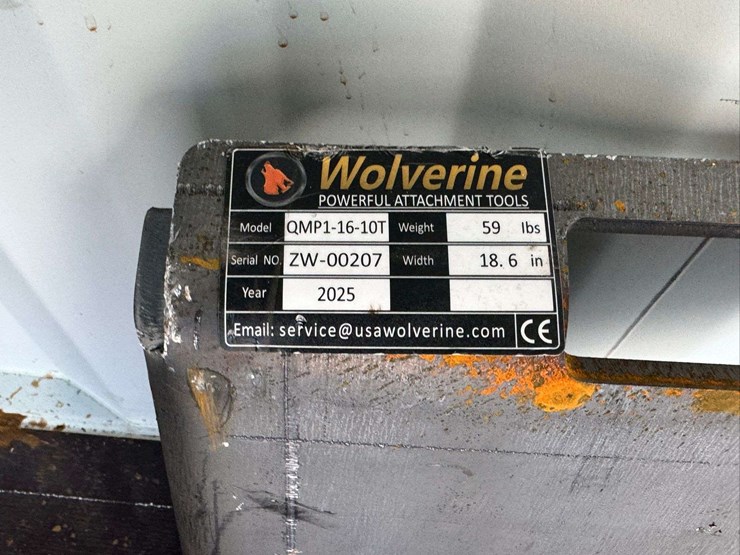 Wolverine
POWERFUL ATTACHMENT TOOLS
Model QMP1-16-10T Weight 59 lbs
Serial NO. ZW-00207 Width 18.6 in
Year 2025
Email: service@usawolverine.com CE